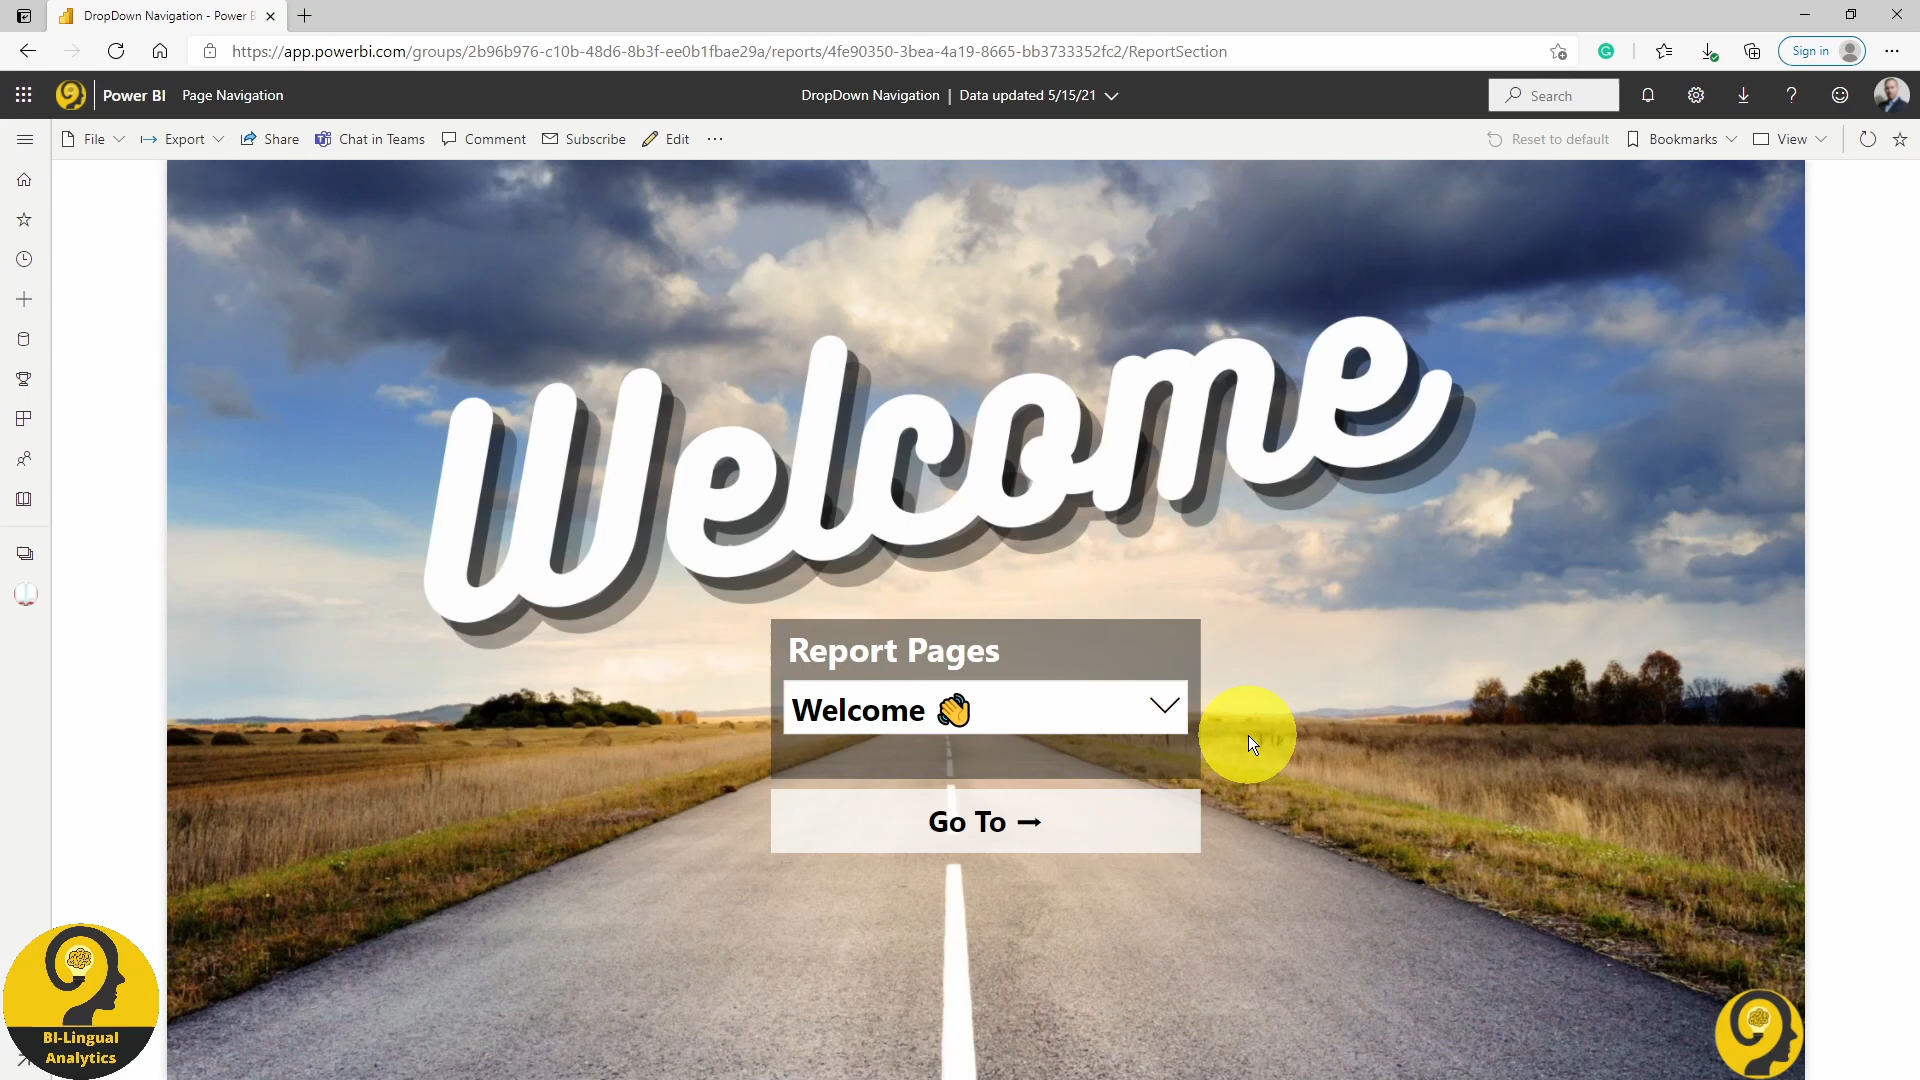 DropDown Navigation - Power B
https://app.powerbi.com/groups/2b96b976-c10b-48d6-8b3f-ee0b1fbae29a/reports/4fe90350-3bea-4a19-8665-bb3733352fc2/ReportSection
Sign in
Power BI Page Navigation
DropDown Navigation | Data updated 5/15/21
Search
File Export Share Chat in Teams Comment Subscribe Edit
Reset to default Bookmarks View
Welcome
Report Pages
Welcome 👋
Go To →
BI-Lingual
Analytics